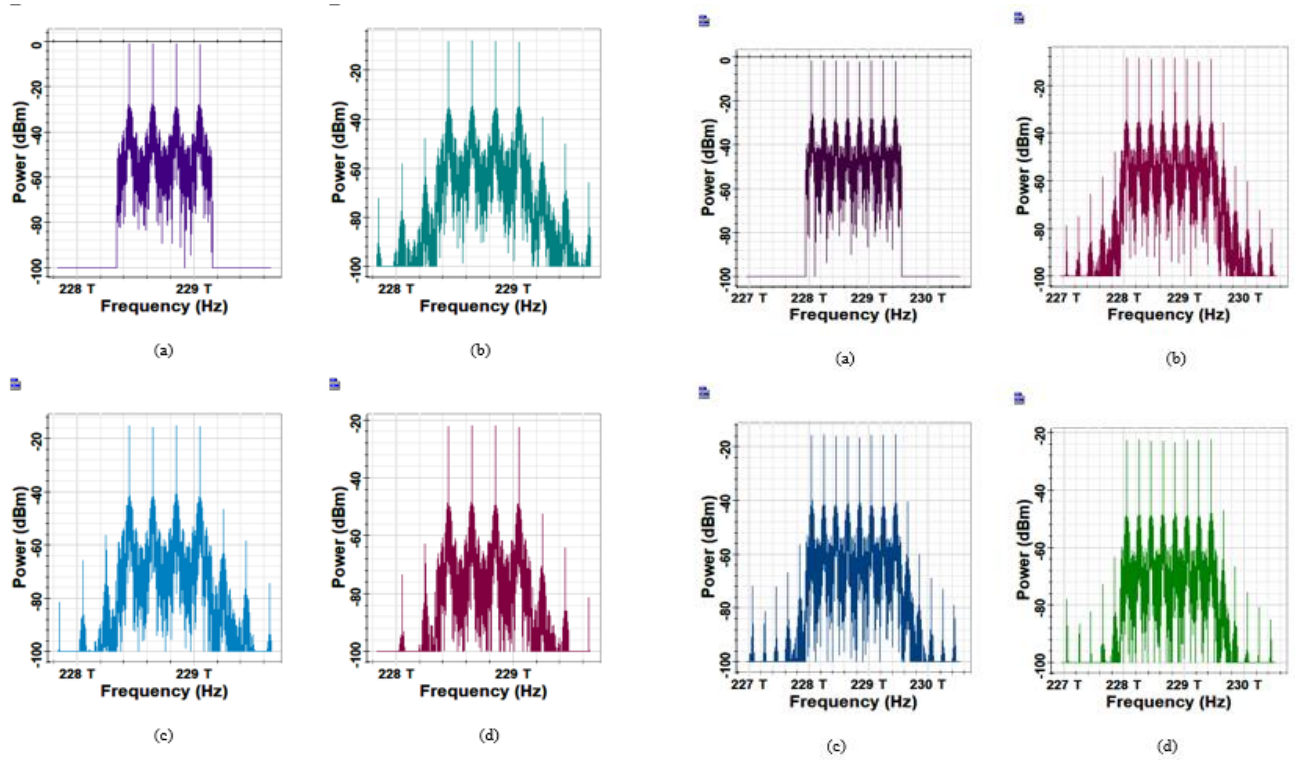 Power (dBm)
0
-20
-40
-60
-80
-100
228 T
229 T
Frequency (Hz)
(a)
Power (dBm)
-20
-40
-60
-80
-100
228 T
229 T
Frequency (Hz)
(b)
Power (dBm)
0
-20
-40
-60
-80
-100
227 T
228 T
229 T
230 T
Frequency (Hz)
(a)
Power (dBm)
-20
-40
-60
-80
-100
227 T
228 T
229 T
230 T
Frequency (Hz)
(b)
Power (dBm)
-20
-40
-60
-80
-100
228 T
229 T
Frequency (Hz)
(c)
Power (dBm)
-20
-40
-60
-80
-100
228 T
229 T
Frequency (Hz)
(d)
Power (dBm)
-20
-40
-60
-80
-100
227 T
228 T
229 T
230 T
Frequency (Hz)
(c)
Power (dBm)
-20
-40
-60
-80
-100
227 T
228 T
229 T
230 T
Frequency (Hz)
(d)